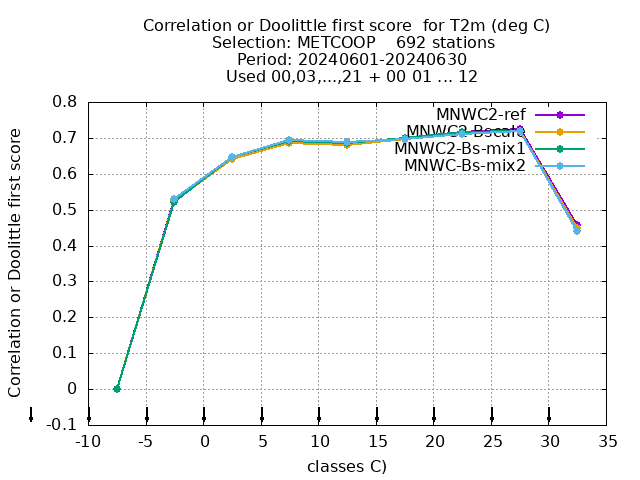 Correlation or Doolittle first score  for T2m (deg C)
Selection: METCOOP    692 stations
Period: 20240601-20240630
Used 00,03,...,21 + 00 01 ... 12
Correlation or Doolittle first score
0.8
0.7
0.6
0.5
0.4
0.3
0.2
0.1
0
-0.1
MNWC2-ref
MNWC2-Bscale
MNWC2-Bs-mix1
MNWC-Bs-mix2
-10 -5 0 5 10 15 20 25 30 35
classes C)